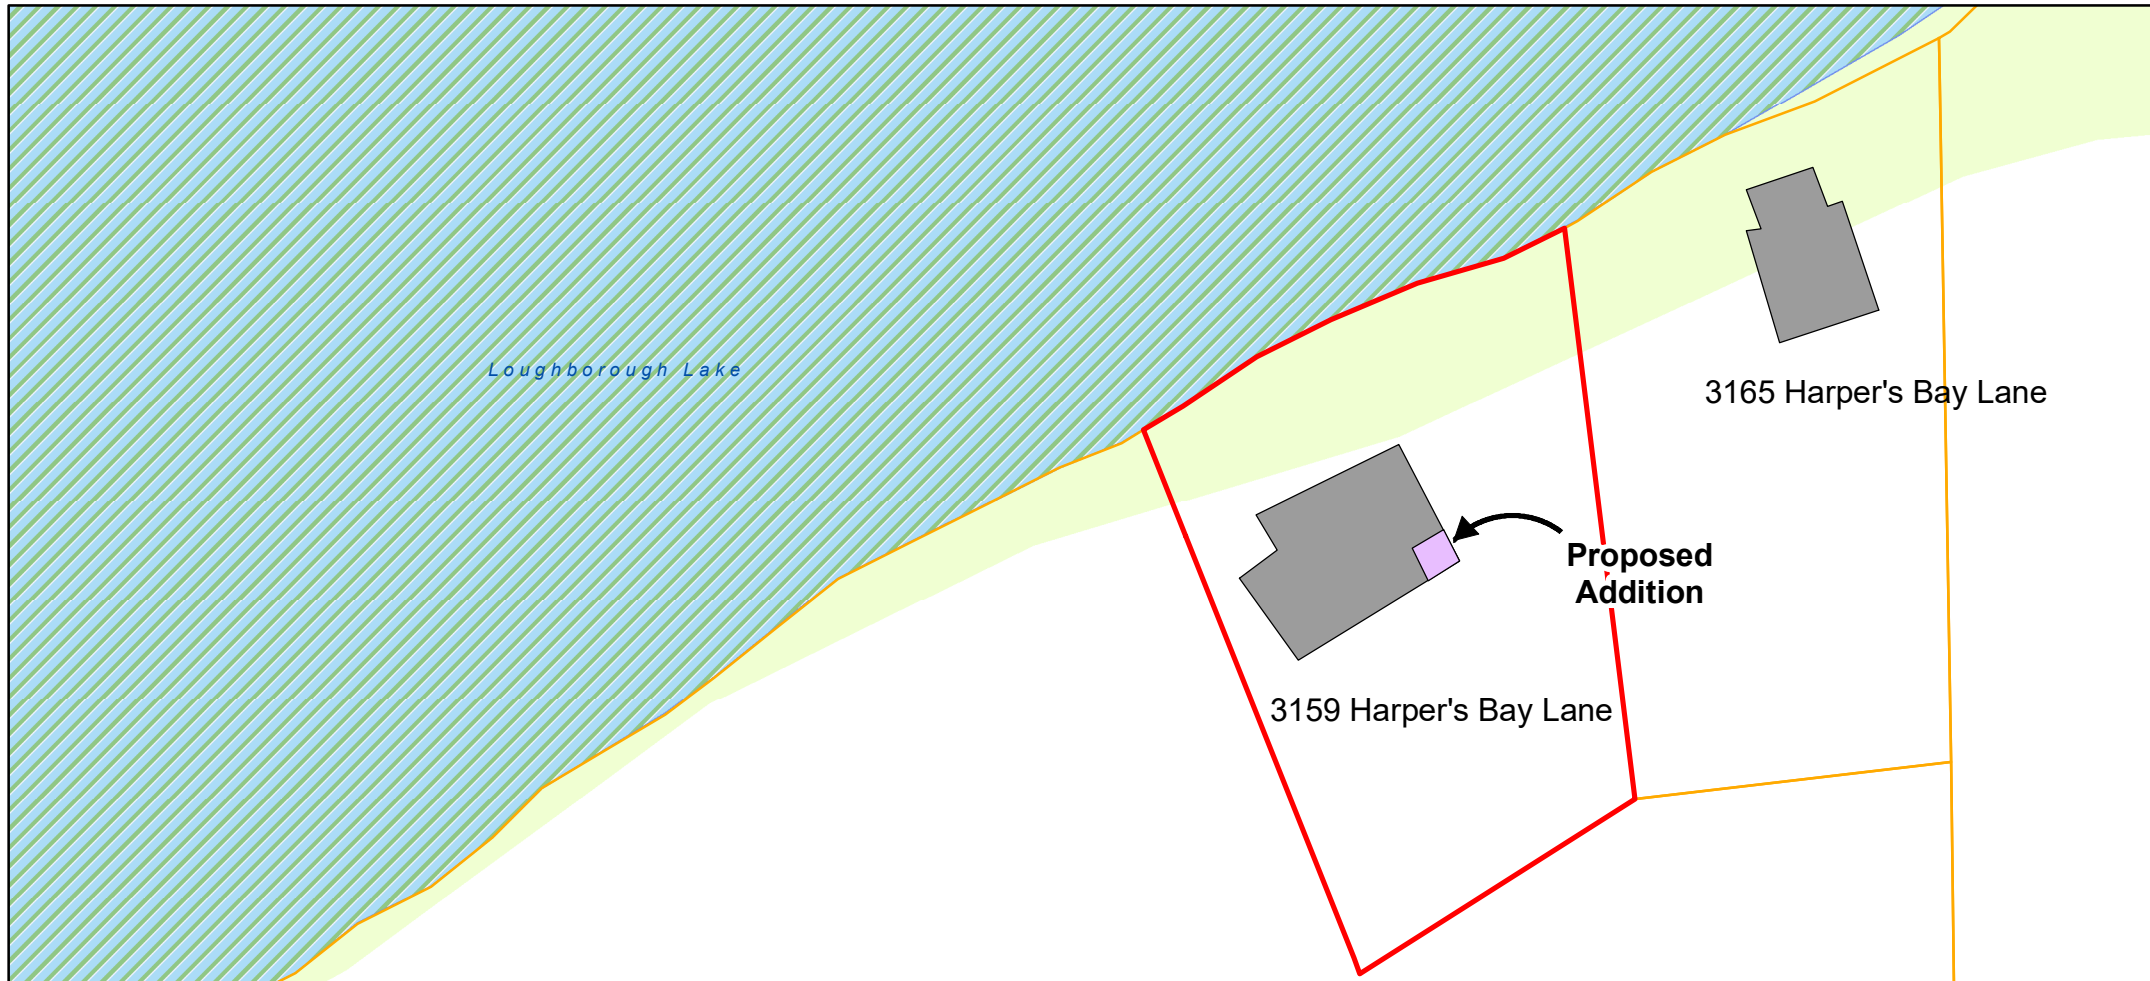 Loughborough Lake
3165 Harper's Bay Lane
Proposed
Addition
3159 Harper's Bay Lane